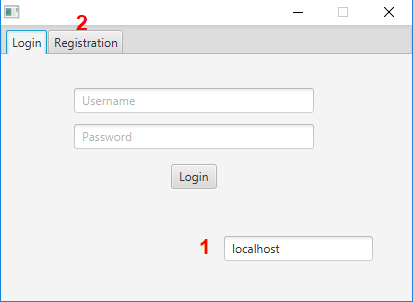 2
Login Registration
Username
Password
Login
1 localhost